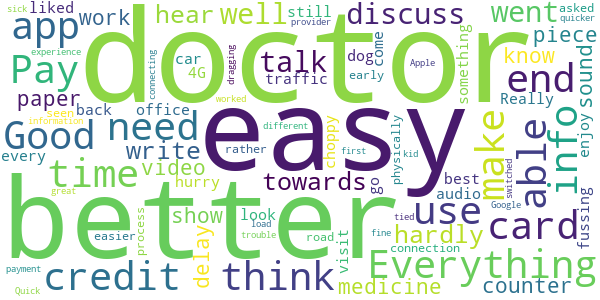 sick liked work hear well still provider discuss went asked quicker
experience app doctor 4G car talk traffic dog come early something know piece
Pay paper back office connecting dragging Apple Really end sound
seen information worked Good need easy different rather choppy first kid physically make able info enjoy
every write time video hurry towards go best audio use switched Google card fussing
better show look easier process great delay load trouble road fine visit tied hardly connection Everything
payment Quick credit think medicine counter